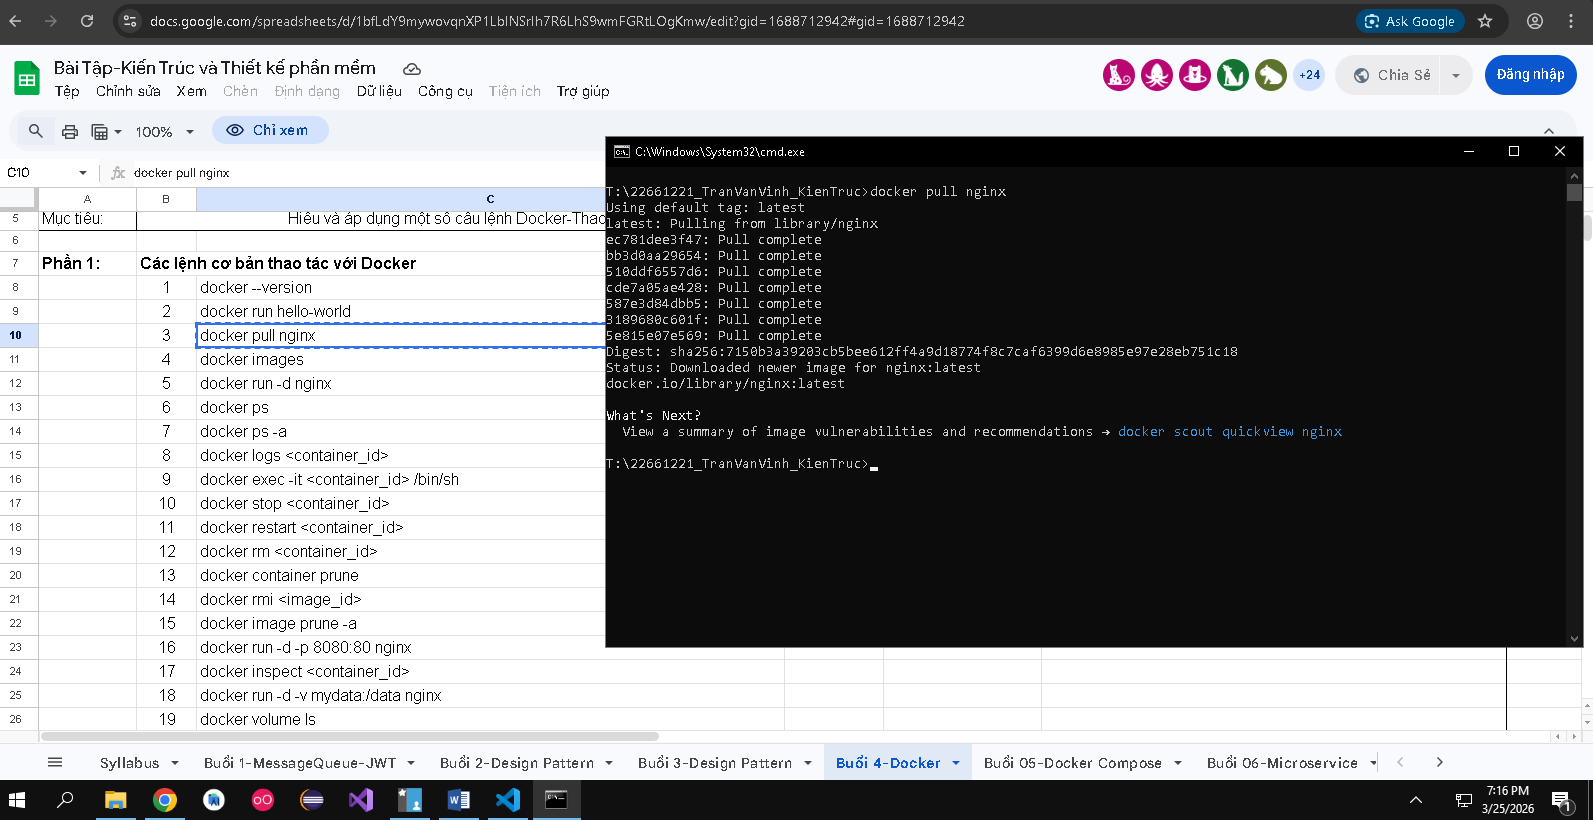 docs.google.com/spreadsheets/d/1bfLdY9mywovqnXP1LbINSrlh7R6LhS9wmFGRtLOgKmw/edit?gid=1688712942#gid=1688712942
Ask Google
Bài Tập-Kiến Trúc và Thiết kế phần mềm
Tệp Chỉnh sửa Xem Chèn Định dạng Dữ liệu Công cụ Tiện ích Trợ giúp
+24
Chia Sẻ
Đăng nhập
100%
Chỉ xem
C10
fx
docker pull nginx
A B C
5 Mục tiêu: Hiểu và áp dụng một số câu lệnh Docker-Thao
6
7 Phần 1: Các lệnh cơ bản thao tác với Docker
8 1 docker --version
9 2 docker run hello-world
10 3 docker pull nginx
11 4 docker images
12 5 docker run -d nginx
13 6 docker ps
14 7 docker ps -a
15 8 docker logs <container_id>
16 9 docker exec -it <container_id> /bin/sh
17 10 docker stop <container_id>
18 11 docker restart <container_id>
19 12 docker rm <container_id>
20 13 docker container prune
21 14 docker rmi <image_id>
22 15 docker image prune -a
23 16 docker run -d -p 8080:80 nginx
24 17 docker inspect <container_id>
25 18 docker run -d -v mydata:/data nginx
26 19 docker volume ls
C:\Windows\System32\cmd.exe
T:\22661221_TranVanVinh_KienTruc>docker pull nginx
Using default tag: latest
latest: Pulling from library/nginx
ec781dee3f47: Pull complete
bb3d0aa29654: Pull complete
510ddf6557d6: Pull complete
cde7a05ae428: Pull complete
587e3d84dbb5: Pull complete
3189680c601f: Pull complete
5e815e07e569: Pull complete
Digest: sha256:7150b3a39203cb5bee612ff4a9d18774f8c7caf6399d6e8985e97e28eb751c18
Status: Downloaded newer image for nginx:latest
docker.io/library/nginx:latest
What's Next?
View a summary of image vulnerabilities and recommendations → docker scout quickview nginx
T:\22661221_TranVanVinh_KienTruc>
Syllabus Buổi 1-MessageQueue-JWT Buổi 2-Design Pattern Buổi 3-Design Pattern Buổi 4-Docker Buổi 05-Docker Compose Buổi 06-Microservice
7:16 PM
3/25/2026
1